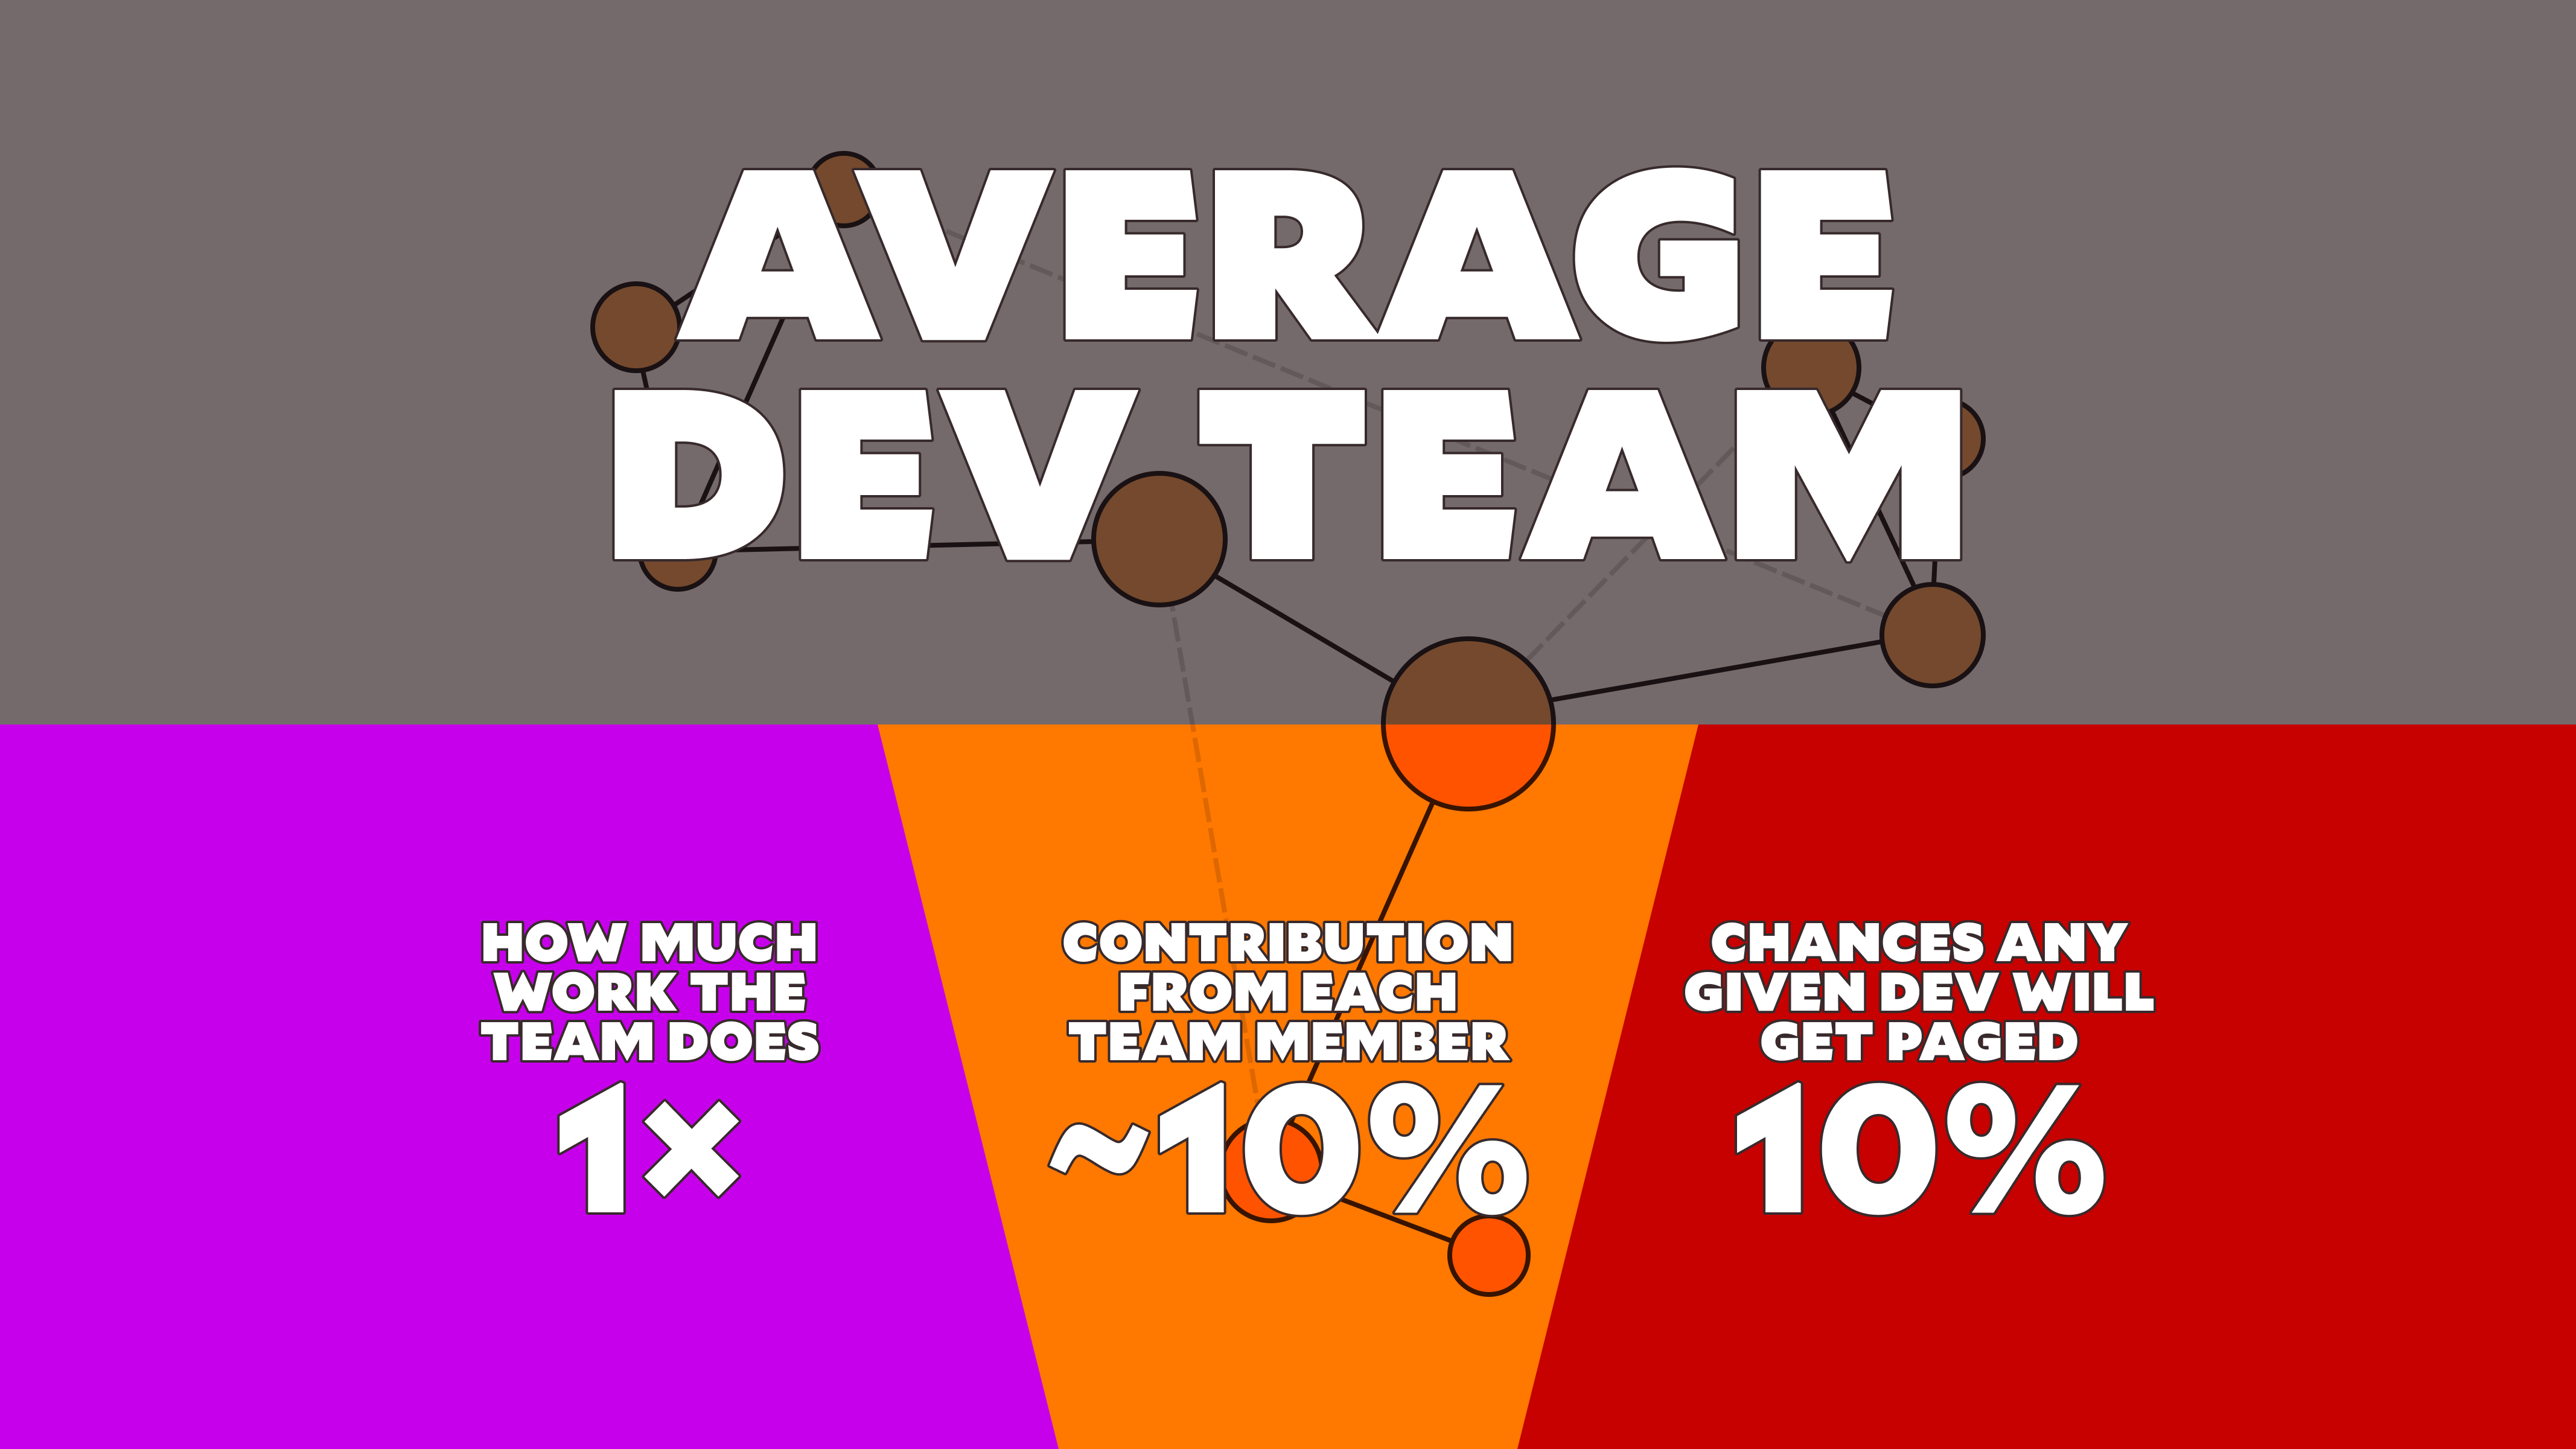 AVERAGE
DEV TEAM
HOW MUCH
WORK THE
TEAM DOES
1×
CONTRIBUTION
FROM EACH
TEAM MEMBER
~10%
CHANCES ANY
GIVEN DEV WILL
GET PAGED
10%